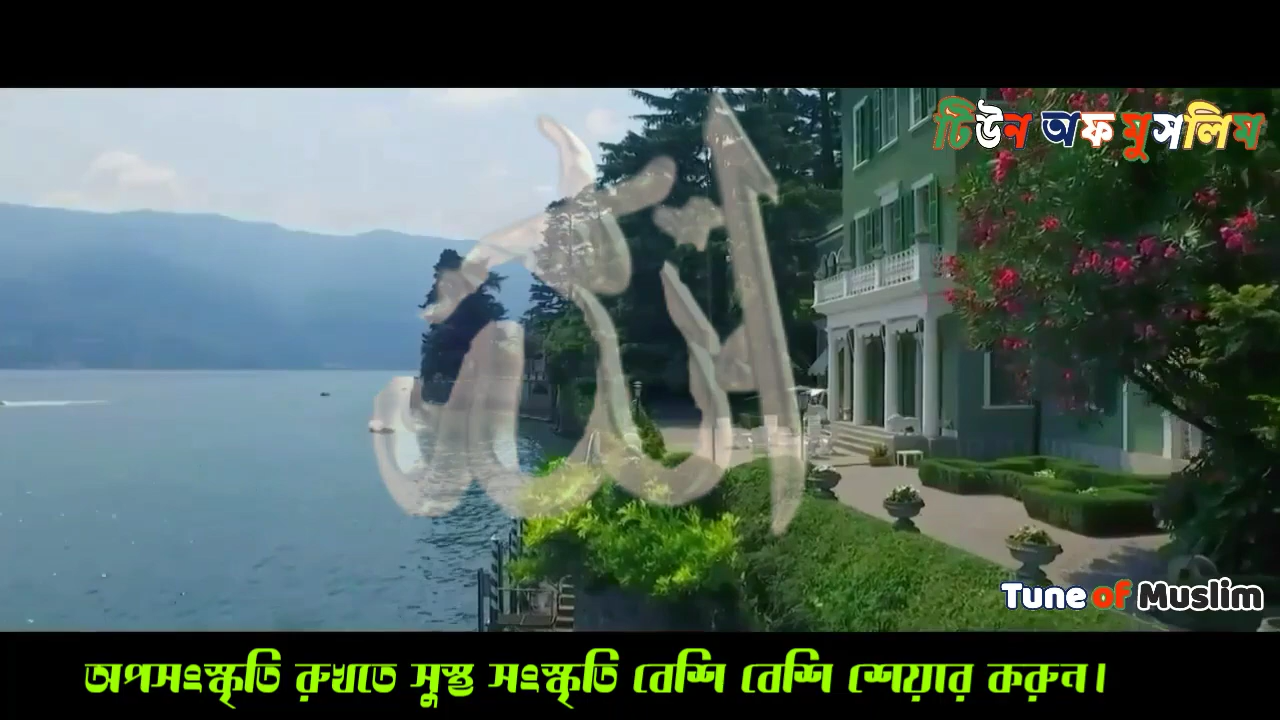 টিউন অফ মুসলিম
Tune of Muslim
অপসংস্কৃতি রুখতে সুস্থ সংস্কৃতি বেশি বেশি শেয়ার করুন।